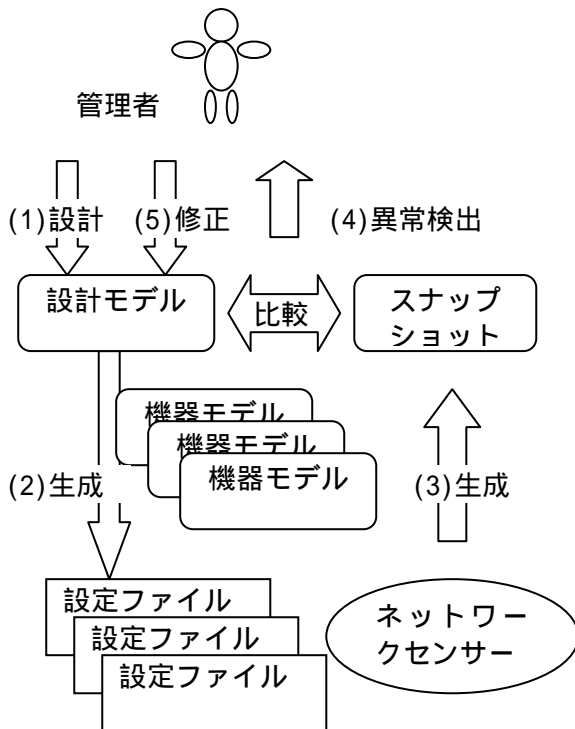 管理者
(1)設計
(5)修正
(4)異常検出
設計モデル
比較
スナップ
ショット
機器モデル
機器モデル
機器モデル
(2)生成
(3)生成
設定ファイル
設定ファイル
設定ファイル
ネットワー
クセンサー